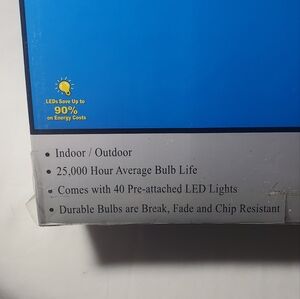 LEDs Save Up to
90%
on Energy Costs
• Indoor / Outdoor
• 25,000 Hour Average Bulb Life
• Comes with 40 Pre-attached LED Lights
• Durable Bulbs are Break, Fade and Chip Resistant